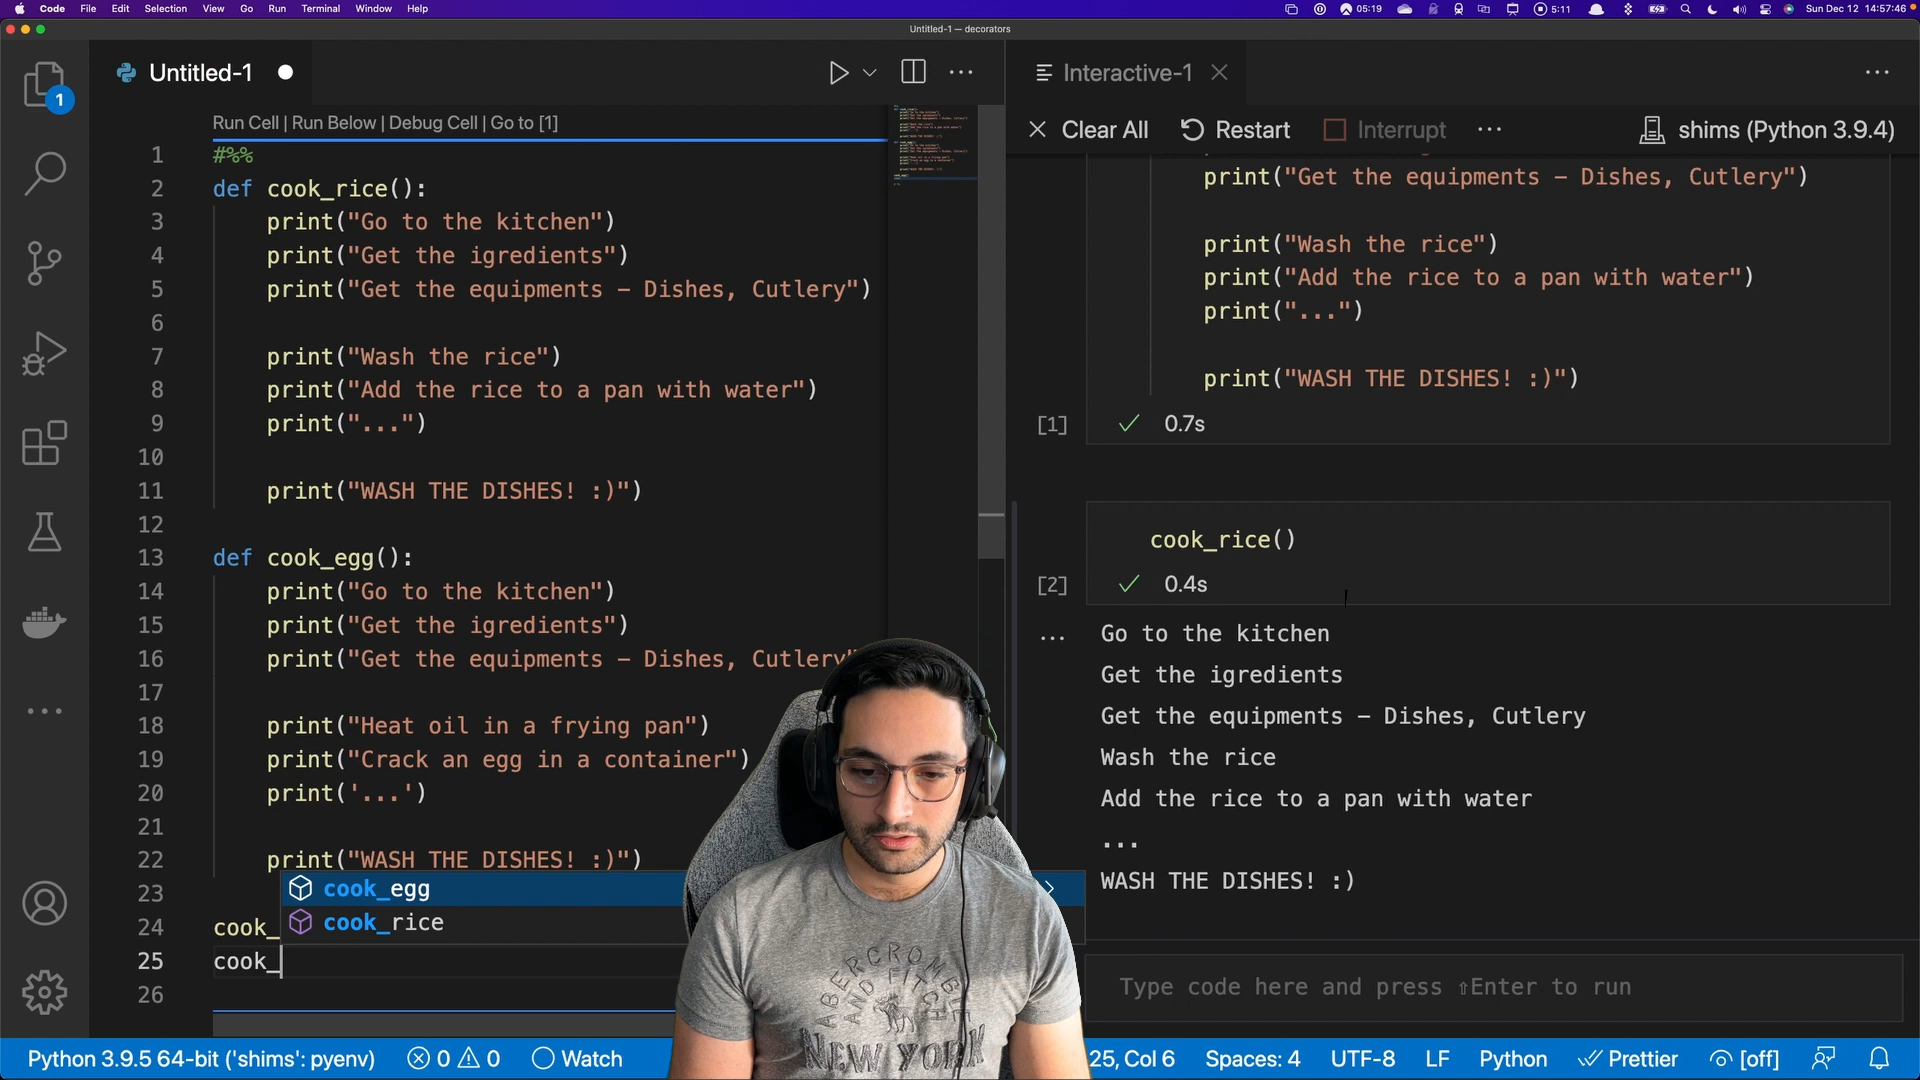 Code File Edit Selection View Go Run Terminal Window Help 05:19 5:11 Sun Dec 12 14:57:46
Untitled-1 — decorators
Untitled-1
1
Run Cell | Run Below | Debug Cell | Go to [1]
1 #%%
2 def cook_rice():
3 print("Go to the kitchen")
4 print("Get the igredients")
5 print("Get the equipments – Dishes, Cutlery")
6
7 print("Wash the rice")
8 print("Add the rice to a pan with water")
9 print("...")
10
11 print("WASH THE DISHES! :)")
12
13 def cook_egg():
14 print("Go to the kitchen")
15 print("Get the igredients")
16 print("Get the equipments – Dishes, Cutlery"
17
18 print("Heat oil in a frying pan")
19 print("Crack an egg in a container")
20 print('...')
21
22 print("WASH THE DISHES! :)")
23
cook_egg
cook_rice
24 cook_
25 cook_
26
Interactive-1
Clear All Restart Interrupt ... shims (Python 3.9.4)
print("Get the equipments – Dishes, Cutlery")
print("Wash the rice")
print("Add the rice to a pan with water")
print("...")
print("WASH THE DISHES! :)")
[1] 0.7s
cook_rice()
[2] 0.4s
... Go to the kitchen
Get the igredients
Get the equipments – Dishes, Cutlery
Wash the rice
Add the rice to a pan with water
...
WASH THE DISHES! :)
Type code here and press ⇧Enter to run
ABERCROMBIE
AND FITCH
NEW YORK
Python 3.9.5 64-bit ('shims': pyenv) 0 0 Watch 25, Col 6 Spaces: 4 UTF-8 LF Python Prettier [off]